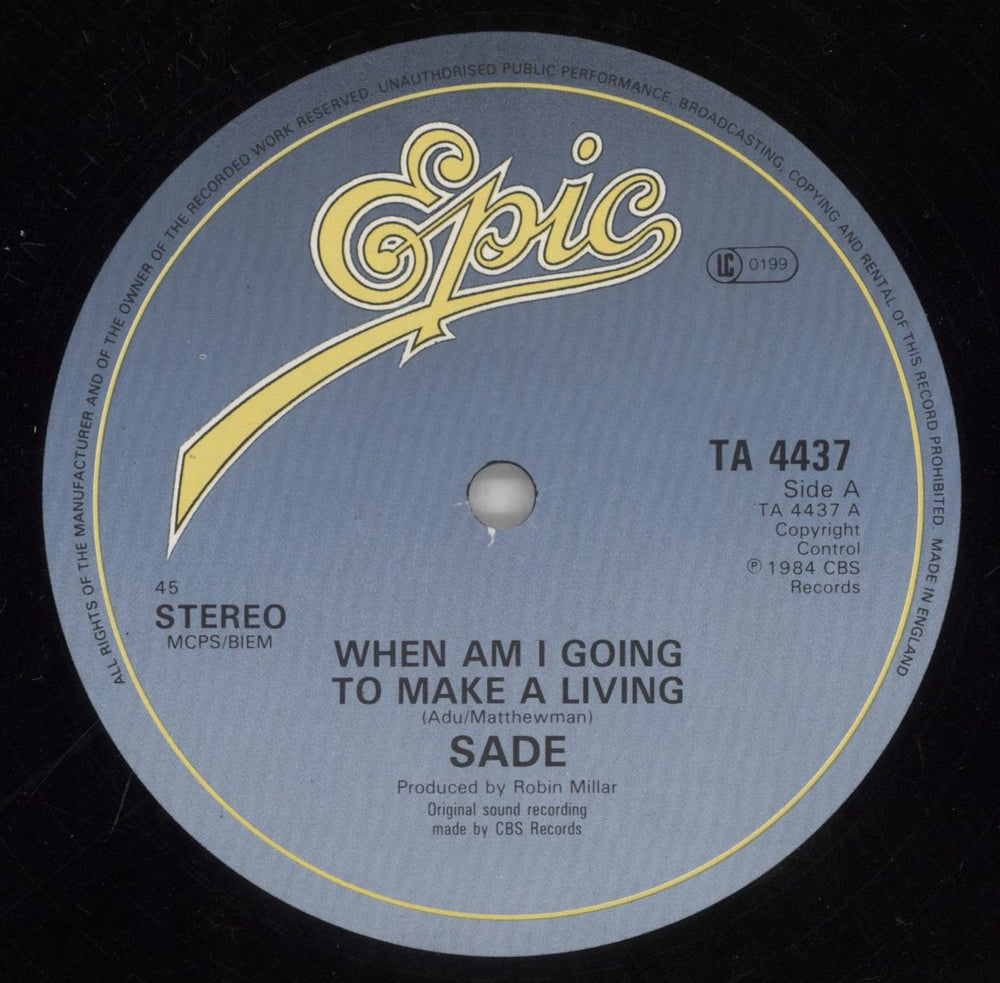 ALL RIGHTS OF THE MANUFACTURER AND OF THE OWNER OF THE RECORDED WORK RESERVED. UNAUTHORISED PUBLIC PERFORMANCE, BROADCASTING, COPYING AND RENTAL OF THIS RECORD PROHIBITED. MADE IN ENGLAND
Epic
LC 0199
TA 4437
Side A
TA 4437 A
Copyright
Control
℗ 1984 CBS
Records
45
STEREO
MCPS/BIEM
WHEN AM I GOING
TO MAKE A LIVING
(Adu/Matthewman)
SADE
Produced by Robin Millar
Original sound recording
made by CBS Records